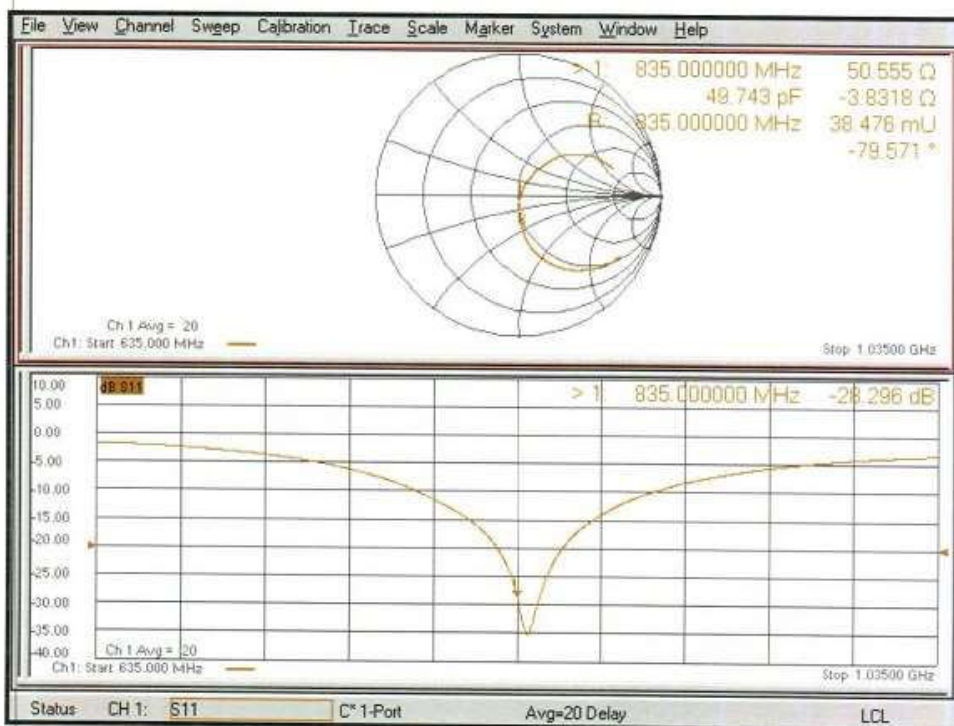 File View Channel Sweep Calibration Trace Scale Marker System Window Help
> 1: 835.000000 MHz 50.555 Ω
49.743 pF -3.8318 Ω
R: 835.000000 MHz 38.476 mU
-79.571 °
Ch 1 Avg = 20
Ch1: Start 635.000 MHz
Stop 1.03500 GHz
10.00
dB S11
> 1: 835.000000 MHz -28.296 dB
5.00
0.00
-5.00
-10.00
-15.00
-20.00
-25.00
-30.00
-35.00
-40.00
Ch 1 Avg = 20
Ch1: Start 635.000 MHz
Stop 1.03500 GHz
Status CH 1: S11 C* 1-Port Avg=20 Delay LCL